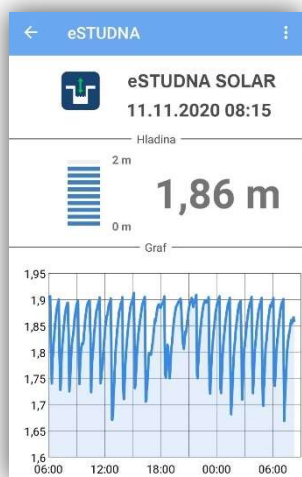 eSTUDNA
eSTUDNA SOLAR
11.11.2020 08:15
Hladina
2 m
1,86 m
0 m
Graf
1,95
1,9
1,85
1,8
1,75
1,7
1,65
1,6
06:00 12:00 18:00 00:00 06:00